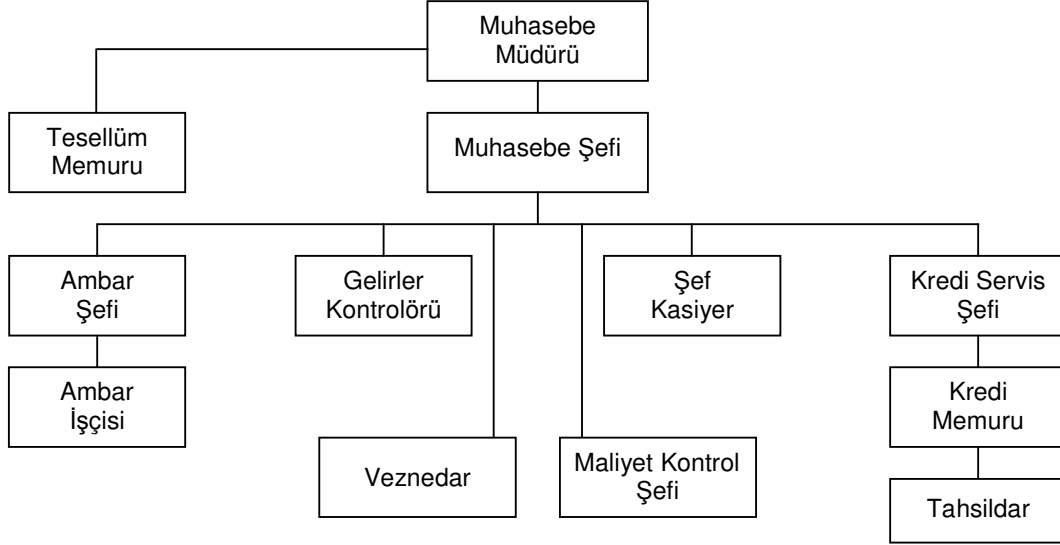 Muhasebe
Müdürü
Tesellüm
Memuru
Muhasebe Şefi
Ambar
Şefi
Gelirler
Kontrolörü
Şef
Kasiyer
Kredi Servis
Şefi
Ambar
İşçisi
Kredi
Memuru
Veznedar
Maliyet Kontrol
Şefi
Tahsildar